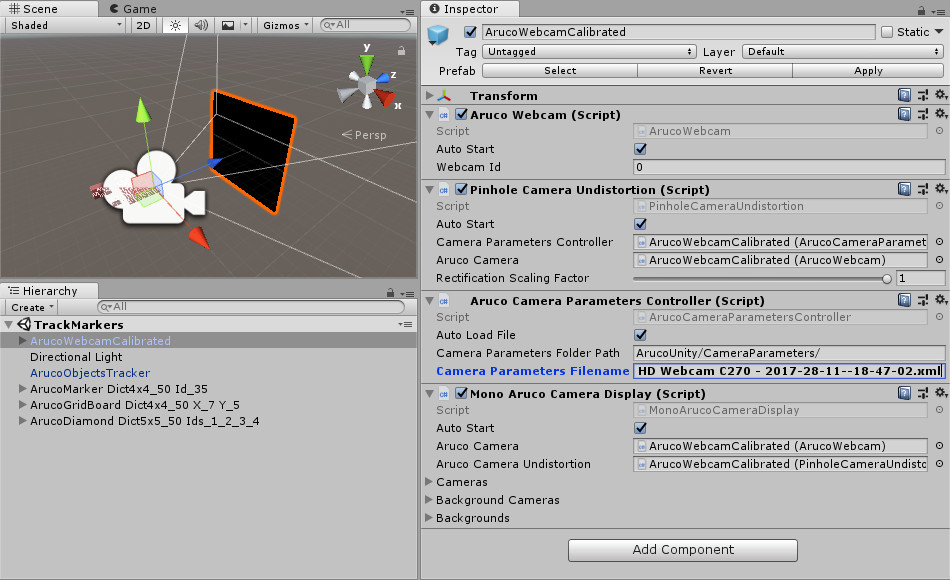 Scene
Game
Shaded
2D
Gizmos
All
y
z
x
Persp
Hierarchy
Create
All
TrackMarkers
ArucoWebcamCalibrated
Directional Light
ArucoObjectsTracker
ArucoMarker Dict4x4_50 Id_35
ArucoGridBoard Dict4x4_50 X_7 Y_5
ArucoDiamond Dict5x5_50 Ids_1_2_3_4
Inspector
ArucoWebcamCalibrated
Static
Tag Untagged Layer Default
Prefab Select Revert Apply
Transform
C#
Aruco Webcam (Script)
Script ArucoWebcam
Auto Start
Webcam Id 0
C#
Pinhole Camera Undistortion (Script)
Script PinholeCameraUndistortion
Auto Start
Camera Parameters Controller ArucoWebcamCalibrated (ArucoCameraParamet
Aruco Camera ArucoWebcamCalibrated (ArucoWebcam)
Rectification Scaling Factor 1
C#
Aruco Camera Parameters Controller (Script)
Script ArucoCameraParametersController
Auto Load File
Camera Parameters Folder Path ArucoUnity/CameraParameters/
Camera Parameters Filename HD Webcam C270 - 2017-28-11--18-47-02.xml
C#
Mono Aruco Camera Display (Script)
Script MonoArucoCameraDisplay
Auto Start
Aruco Camera ArucoWebcamCalibrated (ArucoWebcam)
Aruco Camera Undistortion ArucoWebcamCalibrated (PinholeCameraUndisto
Cameras
Background Cameras
Backgrounds
Add Component